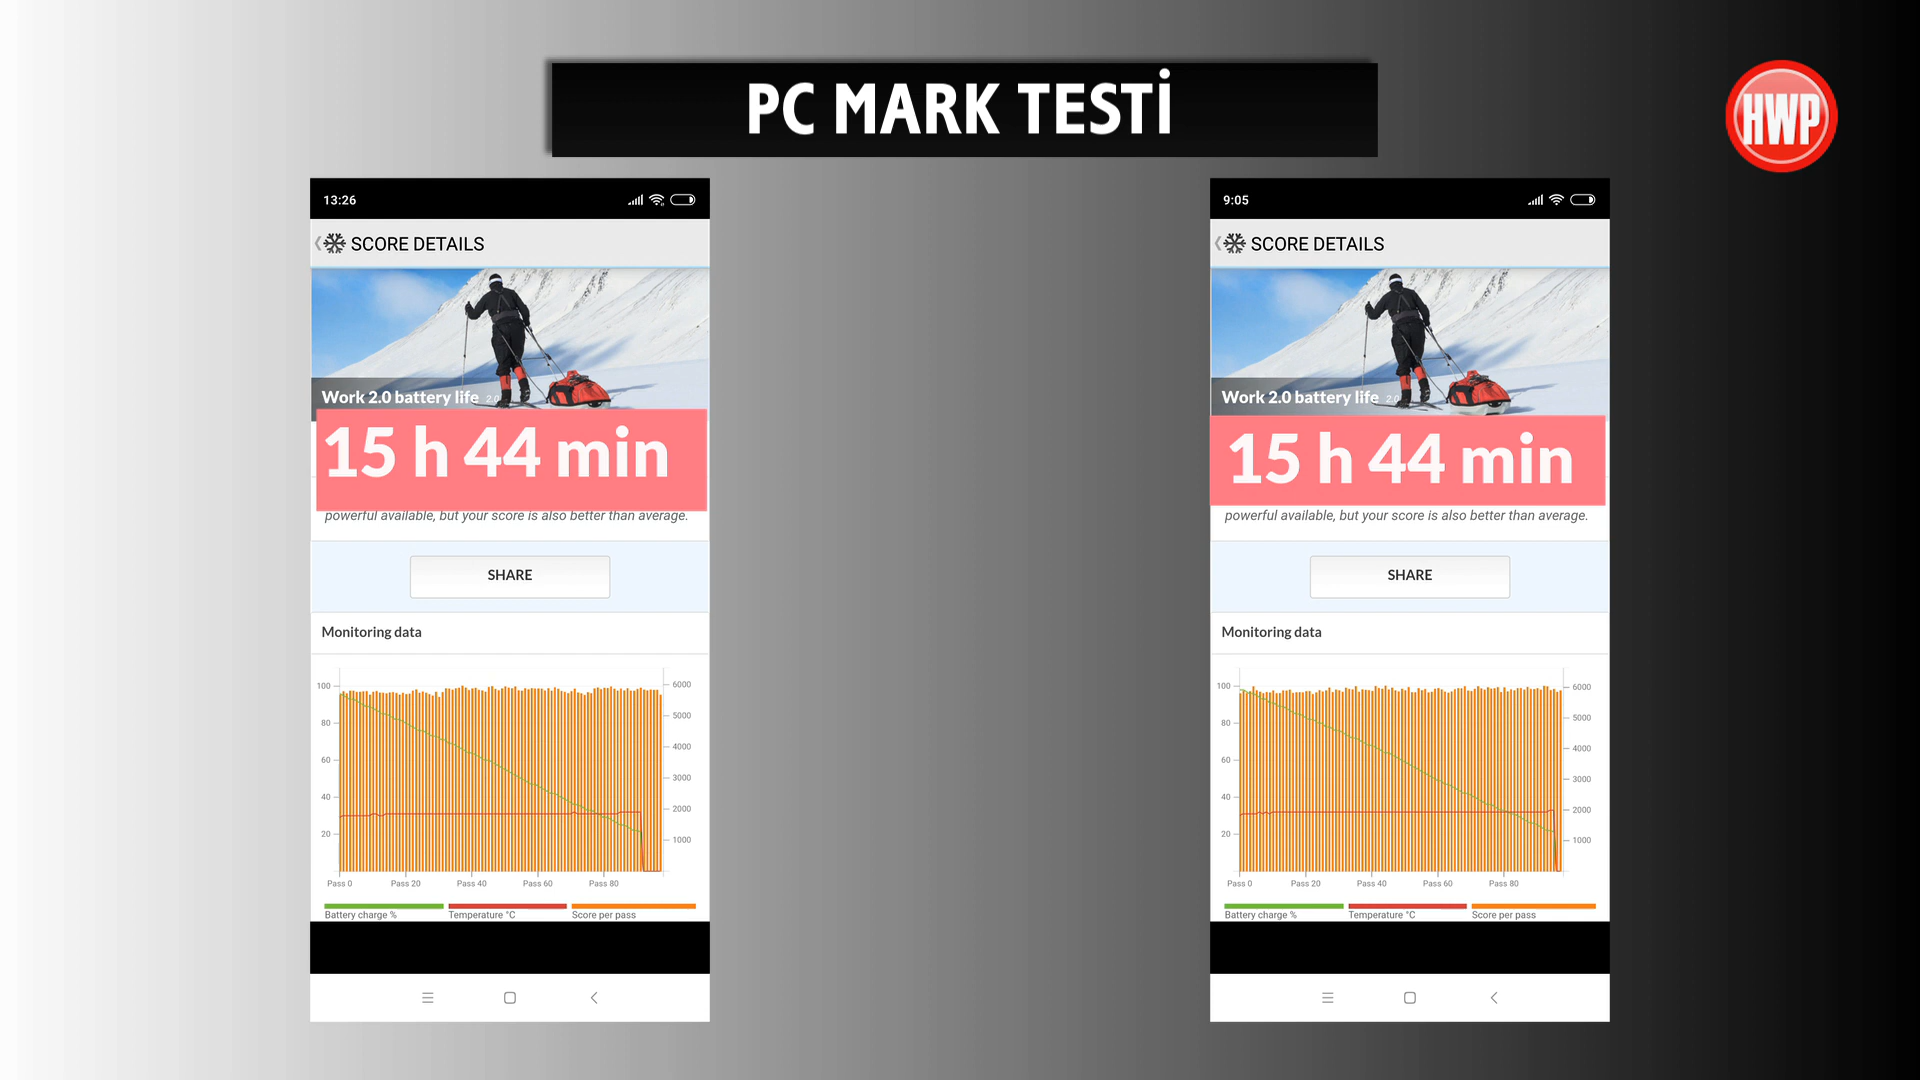 PC MARK TESTİ
HWP
13:26
SCORE DETAILS
Work 2.0 battery life 2.0
15 h 44 min
powerful available, but your score is also better than average.
SHARE
Monitoring data
100
80
60
40
20
6000
5000
4000
3000
2000
1000
Pass 0 Pass 20 Pass 40 Pass 60 Pass 80
Battery charge % Temperature °C Score per pass
9:05
SCORE DETAILS
Work 2.0 battery life 2.0
15 h 44 min
powerful available, but your score is also better than average.
SHARE
Monitoring data
100
80
60
40
20
6000
5000
4000
3000
2000
1000
Pass 0 Pass 20 Pass 40 Pass 60 Pass 80
Battery charge % Temperature °C Score per pass